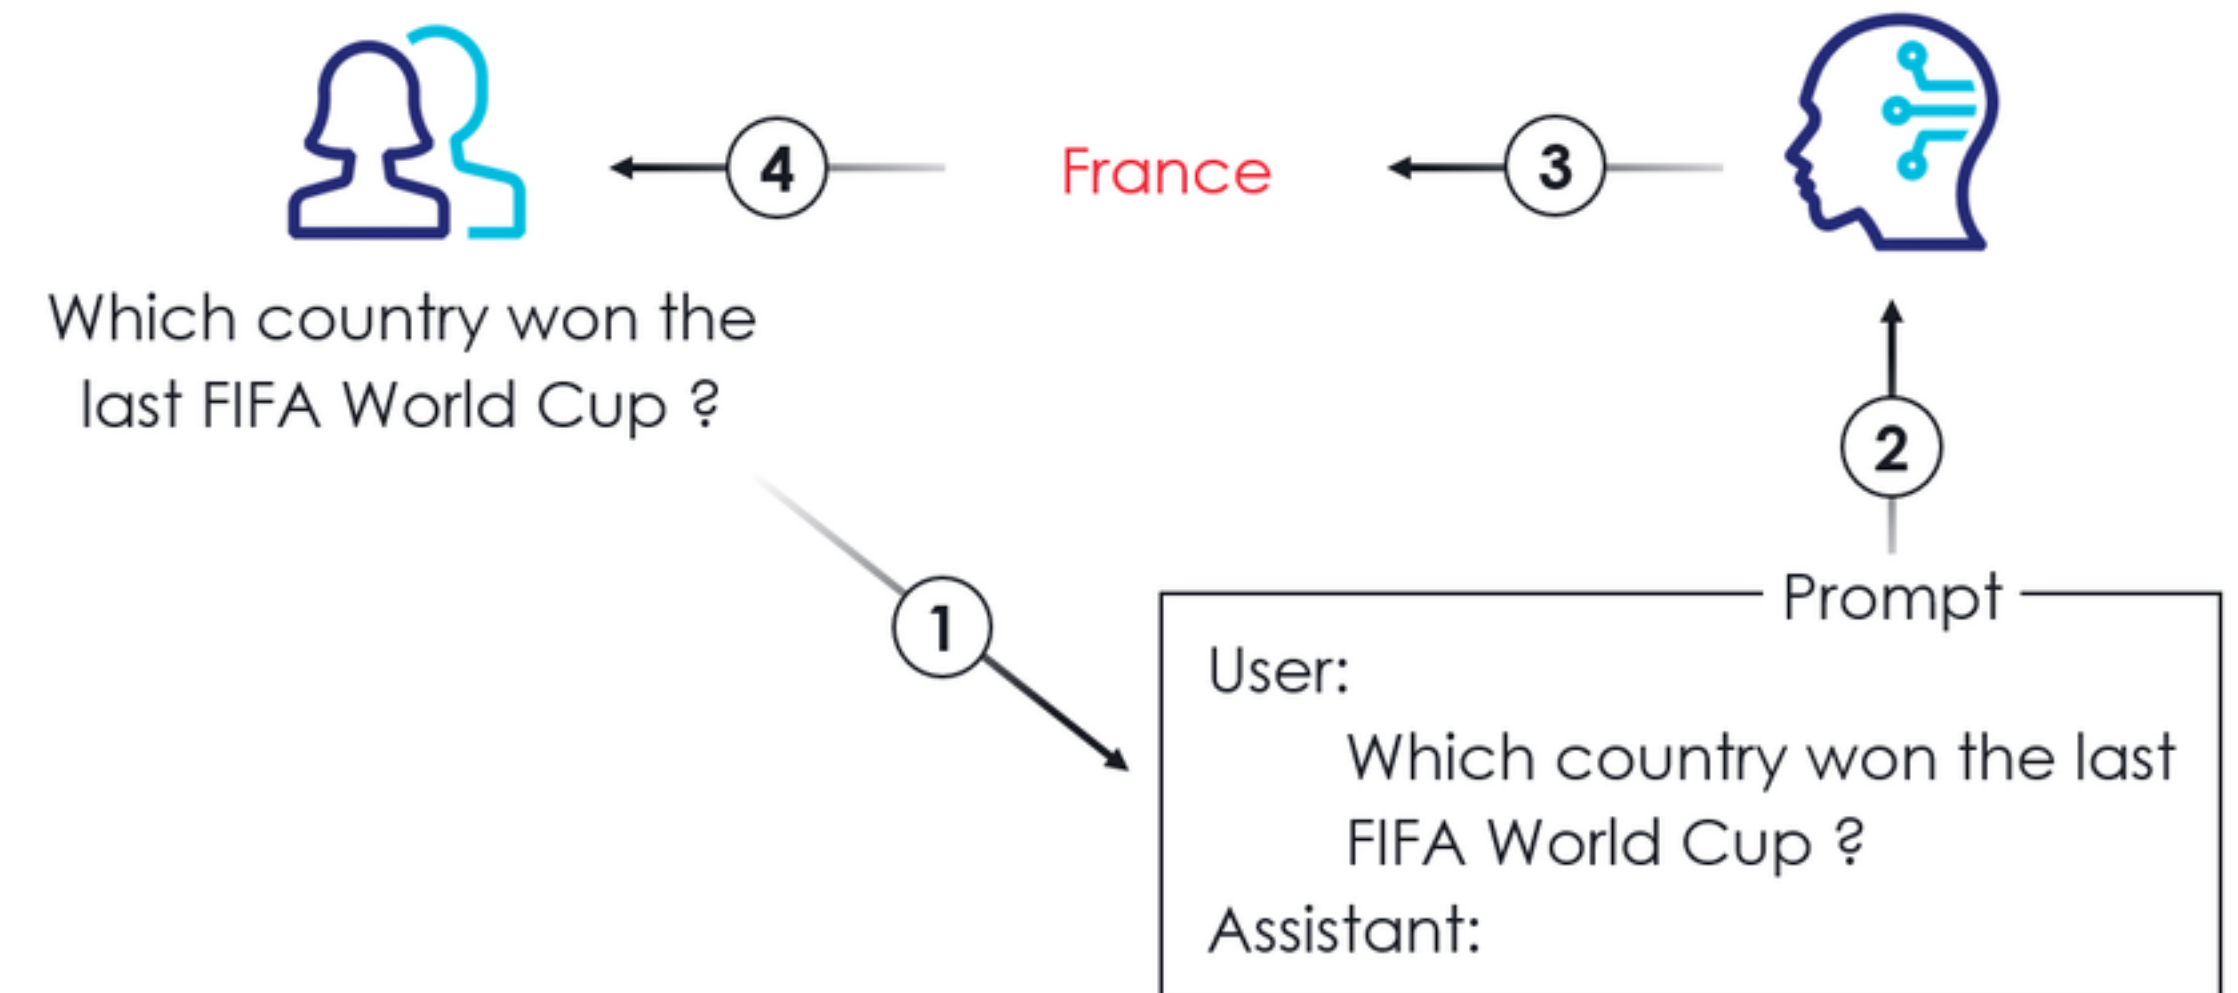 4
France
3
Which country won the
last FIFA World Cup ?
2
1
Prompt
User:
Which country won the last
FIFA World Cup ?
Assistant: